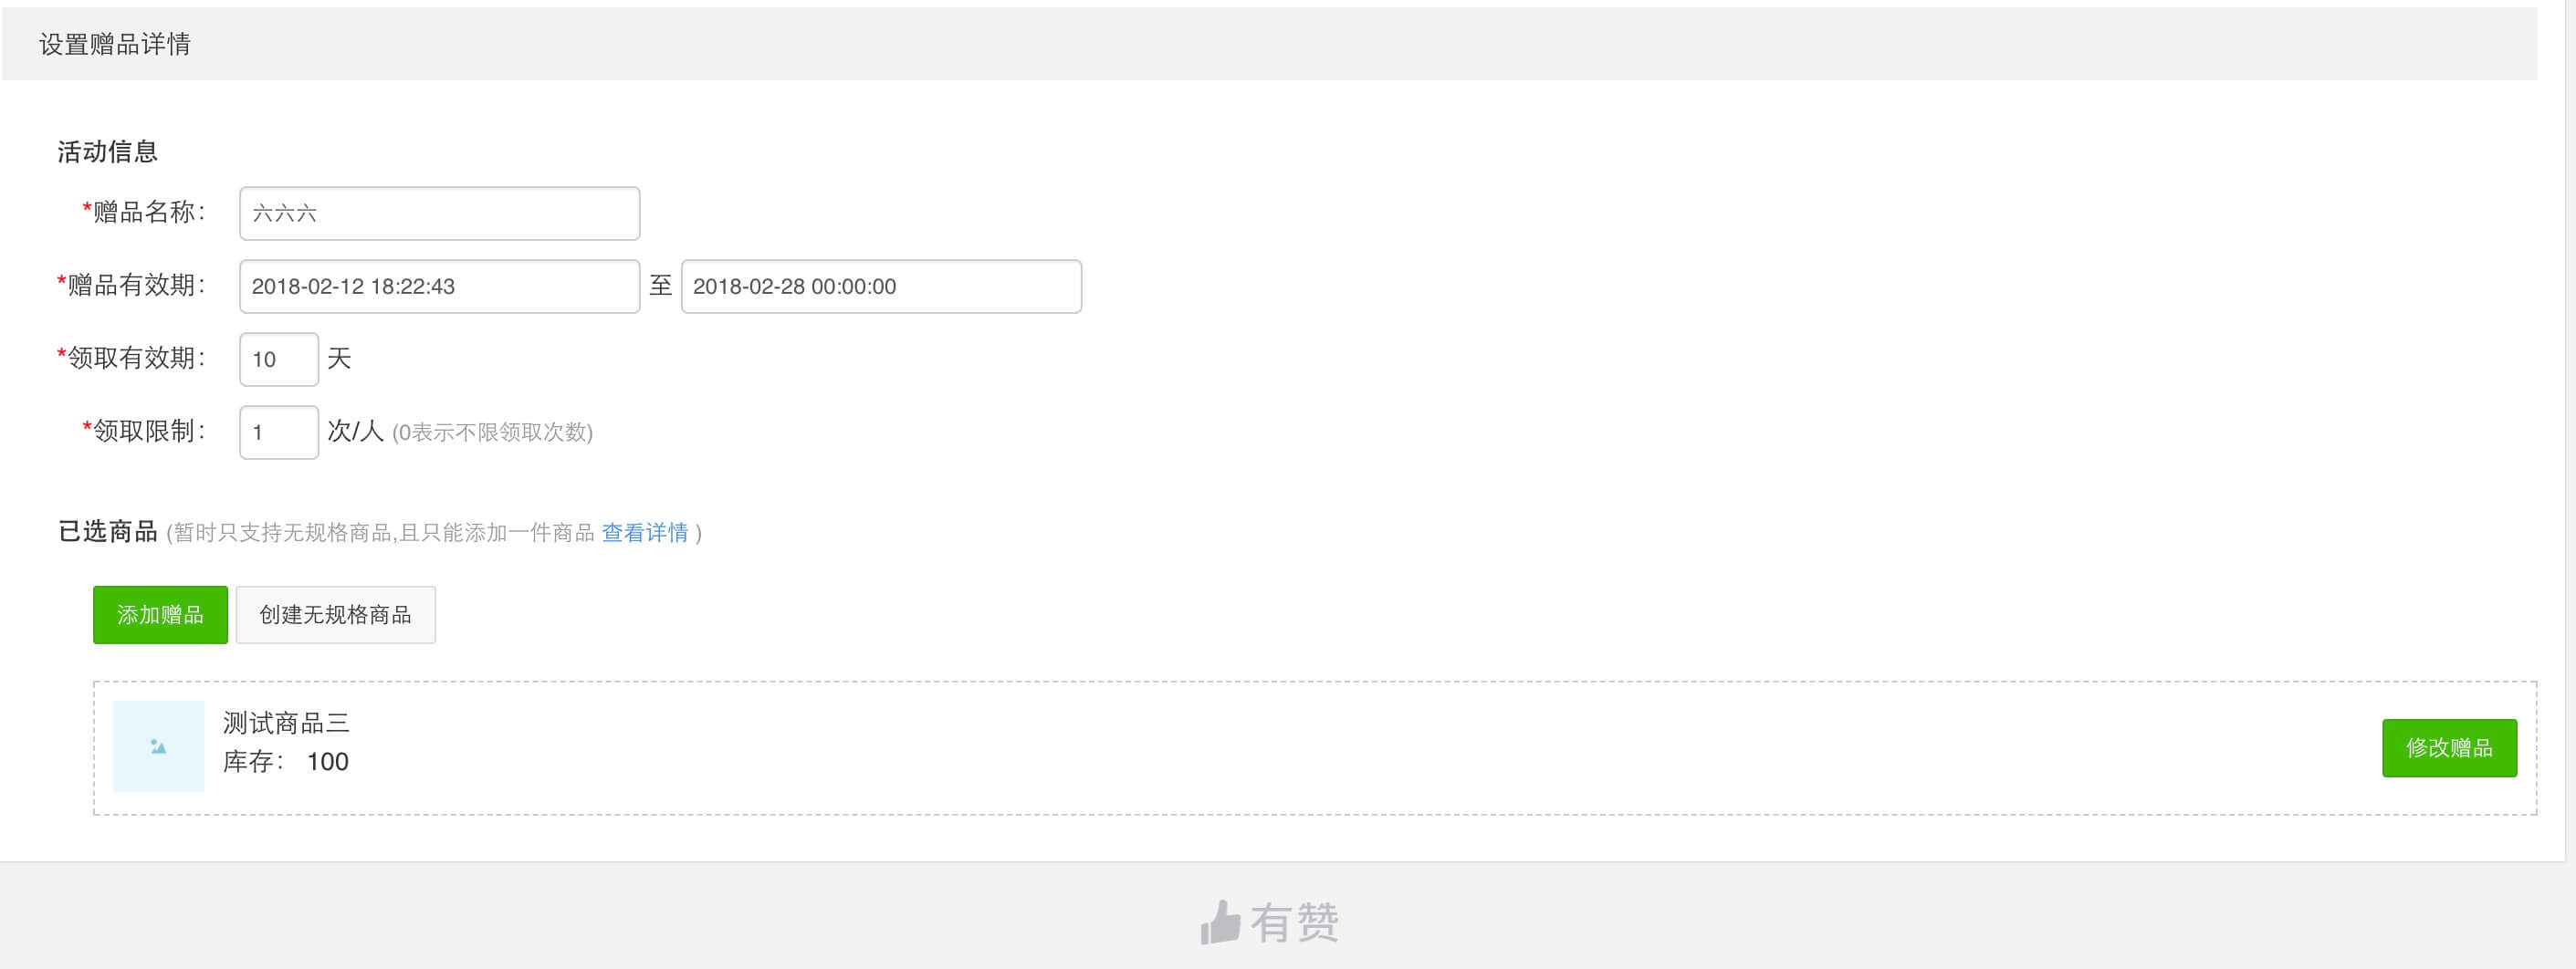 设置赠品详情
活动信息
*赠品名称: 六六六
*赠品有效期: 2018-02-12 18:22:43 至 2018-02-28 00:00:00
*领取有效期: 10 天
*领取限制: 1 次/人 (0表示不限领取次数)
已选商品 (暂时只支持无规格商品,且只能添加一件商品 查看详情 )
添加赠品 创建无规格商品
测试商品三
库存: 100
修改赠品
有赞